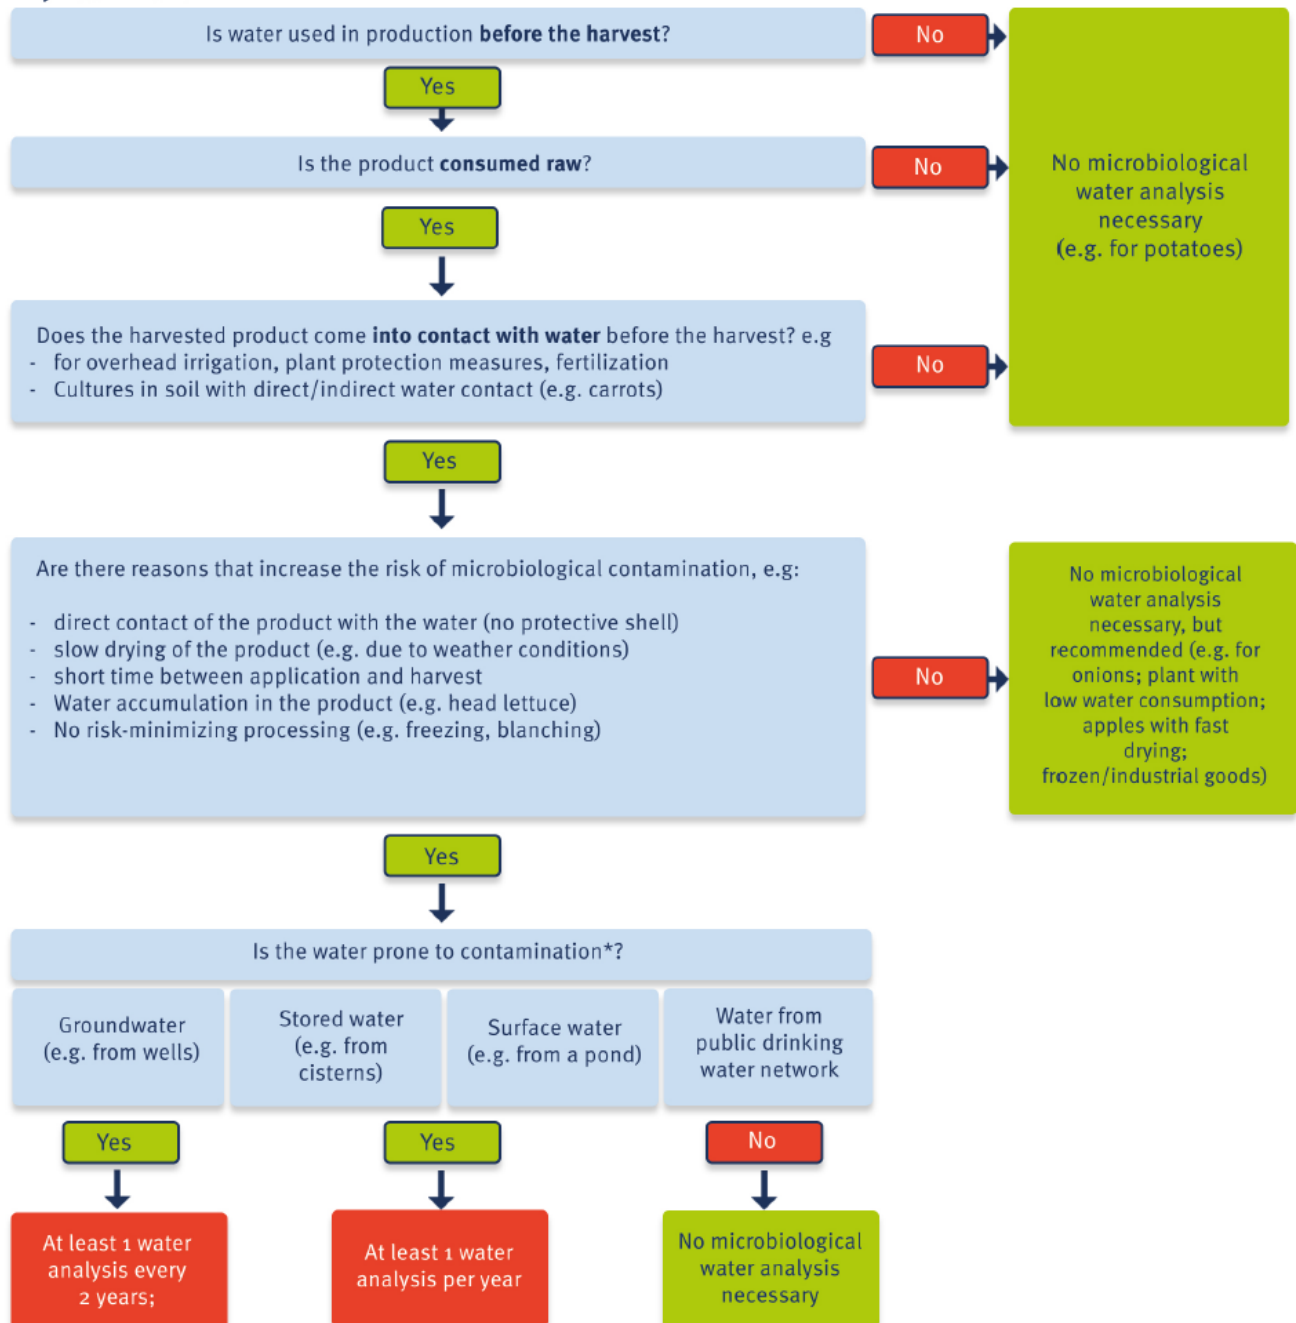 Is water used in production before the harvest?
No
Yes
Is the product consumed raw?
No
No microbiological
water analysis
necessary
(e.g. for potatoes)
Yes
Does the harvested product come into contact with water before the harvest? e.g
- for overhead irrigation, plant protection measures, fertilization
- Cultures in soil with direct/indirect water contact (e.g. carrots)
No
Yes
Are there reasons that increase the risk of microbiological contamination, e.g:
- direct contact of the product with the water (no protective shell)
- slow drying of the product (e.g. due to weather conditions)
- short time between application and harvest
- Water accumulation in the product (e.g. head lettuce)
- No risk-minimizing processing (e.g. freezing, blanching)
No
No microbiological
water analysis
necessary, but
recommended (e.g. for
onions; plant with
low water consumption;
apples with fast
drying;
frozen/industrial goods)
Yes
Is the water prone to contamination*?
Groundwater
(e.g. from wells)
Stored water
(e.g. from
cisterns)
Surface water
(e.g. from a pond)
Water from
public drinking
water network
Yes
Yes
No
At least 1 water
analysis every
2 years;
At least 1 water
analysis per year
No microbiological
water analysis
necessary